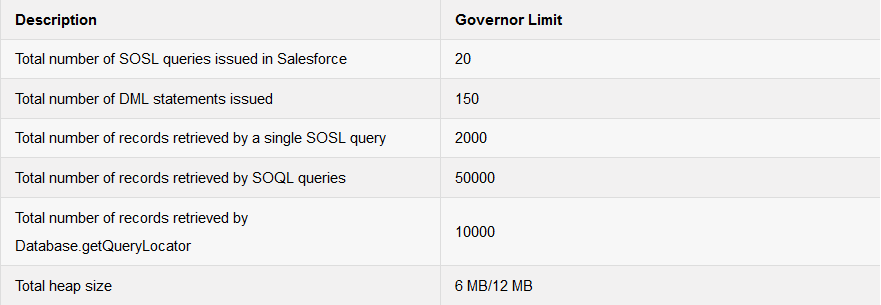 Description Governor Limit
Total number of SOSL queries issued in Salesforce 20
Total number of DML statements issued 150
Total number of records retrieved by a single SOSL query 2000
Total number of records retrieved by SOQL queries 50000
Total number of records retrieved by
Database.getQueryLocator 10000
Total heap size 6 MB/12 MB